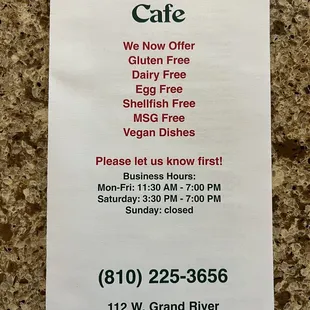 Cafe
We Now Offer
Gluten Free
Dairy Free
Egg Free
Shellfish Free
MSG Free
Vegan Dishes
Please let us know first!
Business Hours:
Mon-Fri: 11:30 AM - 7:00 PM
Saturday: 3:30 PM - 7:00 PM
Sunday: closed
(810) 225-3656
112 W. Grand River